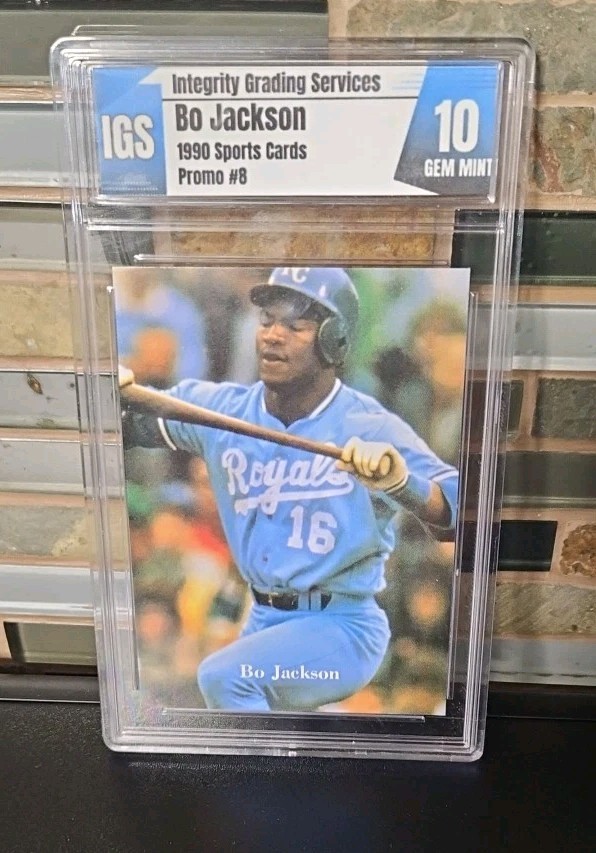 Integrity Grading Services
IGS
Bo Jackson
1990 Sports Cards
Promo #8
10
GEM MINT
KC
Royals
16
Bo Jackson